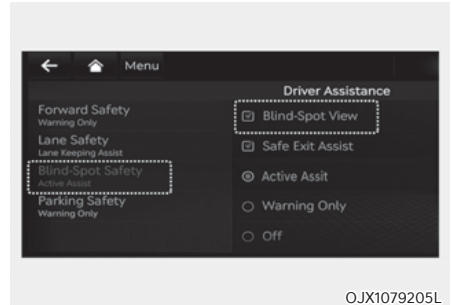 Menu
Driver Assistance
Forward Safety
Warning Only
Lane Safety
Lane Keeping Assist
Blind-Spot Safety
Active Assist
Parking Safety
Warning Only
Blind-Spot View
Safe Exit Assist
Active Assit
Warning Only
Off
OJX1079205L